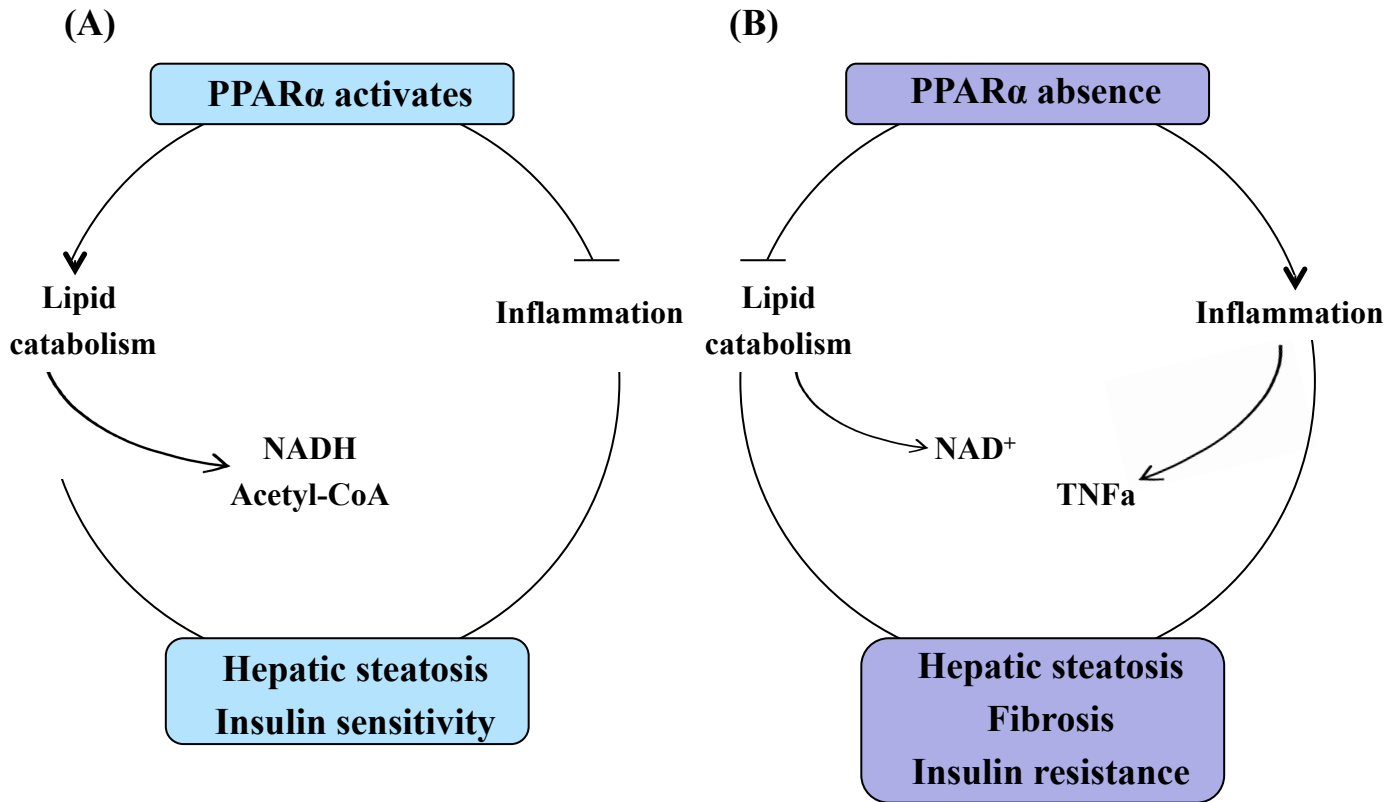 (A)
PPARα activates
Lipid
catabolism
Inflammation
NADH
Acetyl-CoA
Hepatic steatosis
Insulin sensitivity
(B)
PPARα absence
Lipid
catabolism
Inflammation
NAD⁺
TNFa
Hepatic steatosis
Fibrosis
Insulin resistance